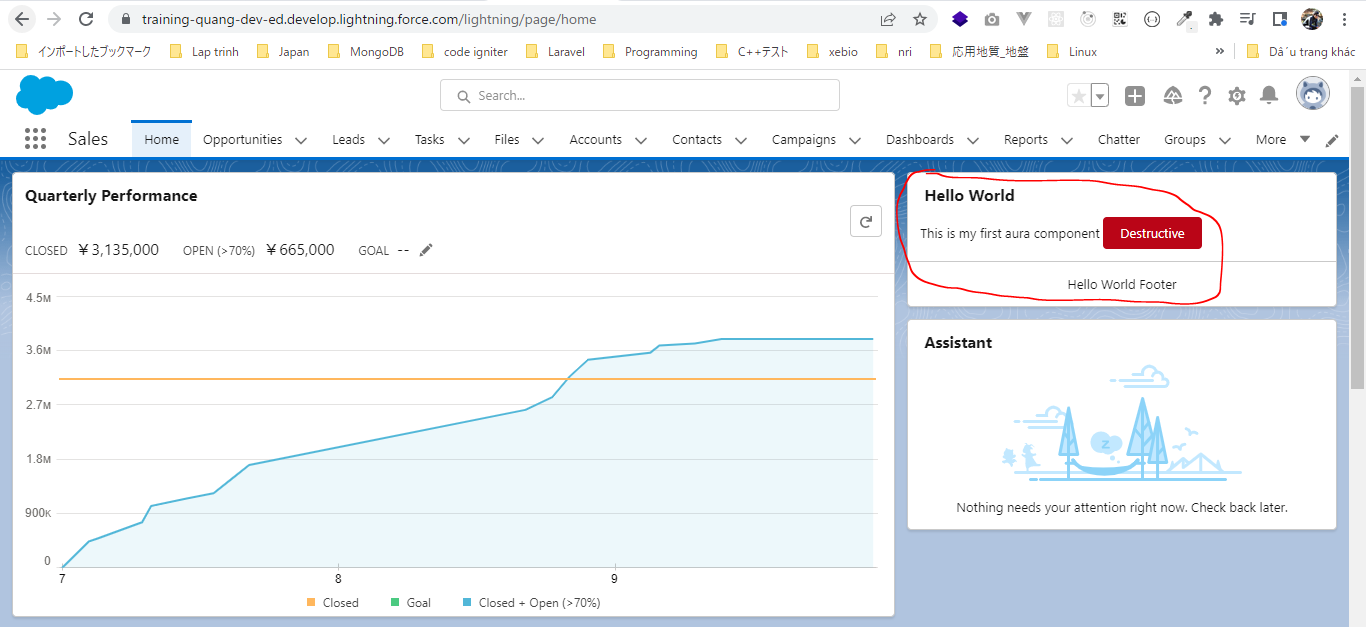 training-quang-dev-ed.develop.lightning.force.com/lightning/page/home
インポートしたブックマーク Lap trinh Japan MongoDB code igniter Laravel Programming C++テスト xebio nri 応用地質_地盤 Linux » Dấu trang khác
Search...
Sales Home Opportunities Leads Tasks Files Accounts Contacts Campaigns Dashboards Reports Chatter Groups More
Quarterly Performance
CLOSED ¥3,135,000 OPEN (>70%) ¥665,000 GOAL --
4.5M
3.6M
2.7M
1.8M
900K
0
7 8 9
Closed Goal Closed + Open (>70%)
Hello World
This is my first aura component Destructive
Hello World Footer
Assistant
z
Nothing needs your attention right now. Check back later.